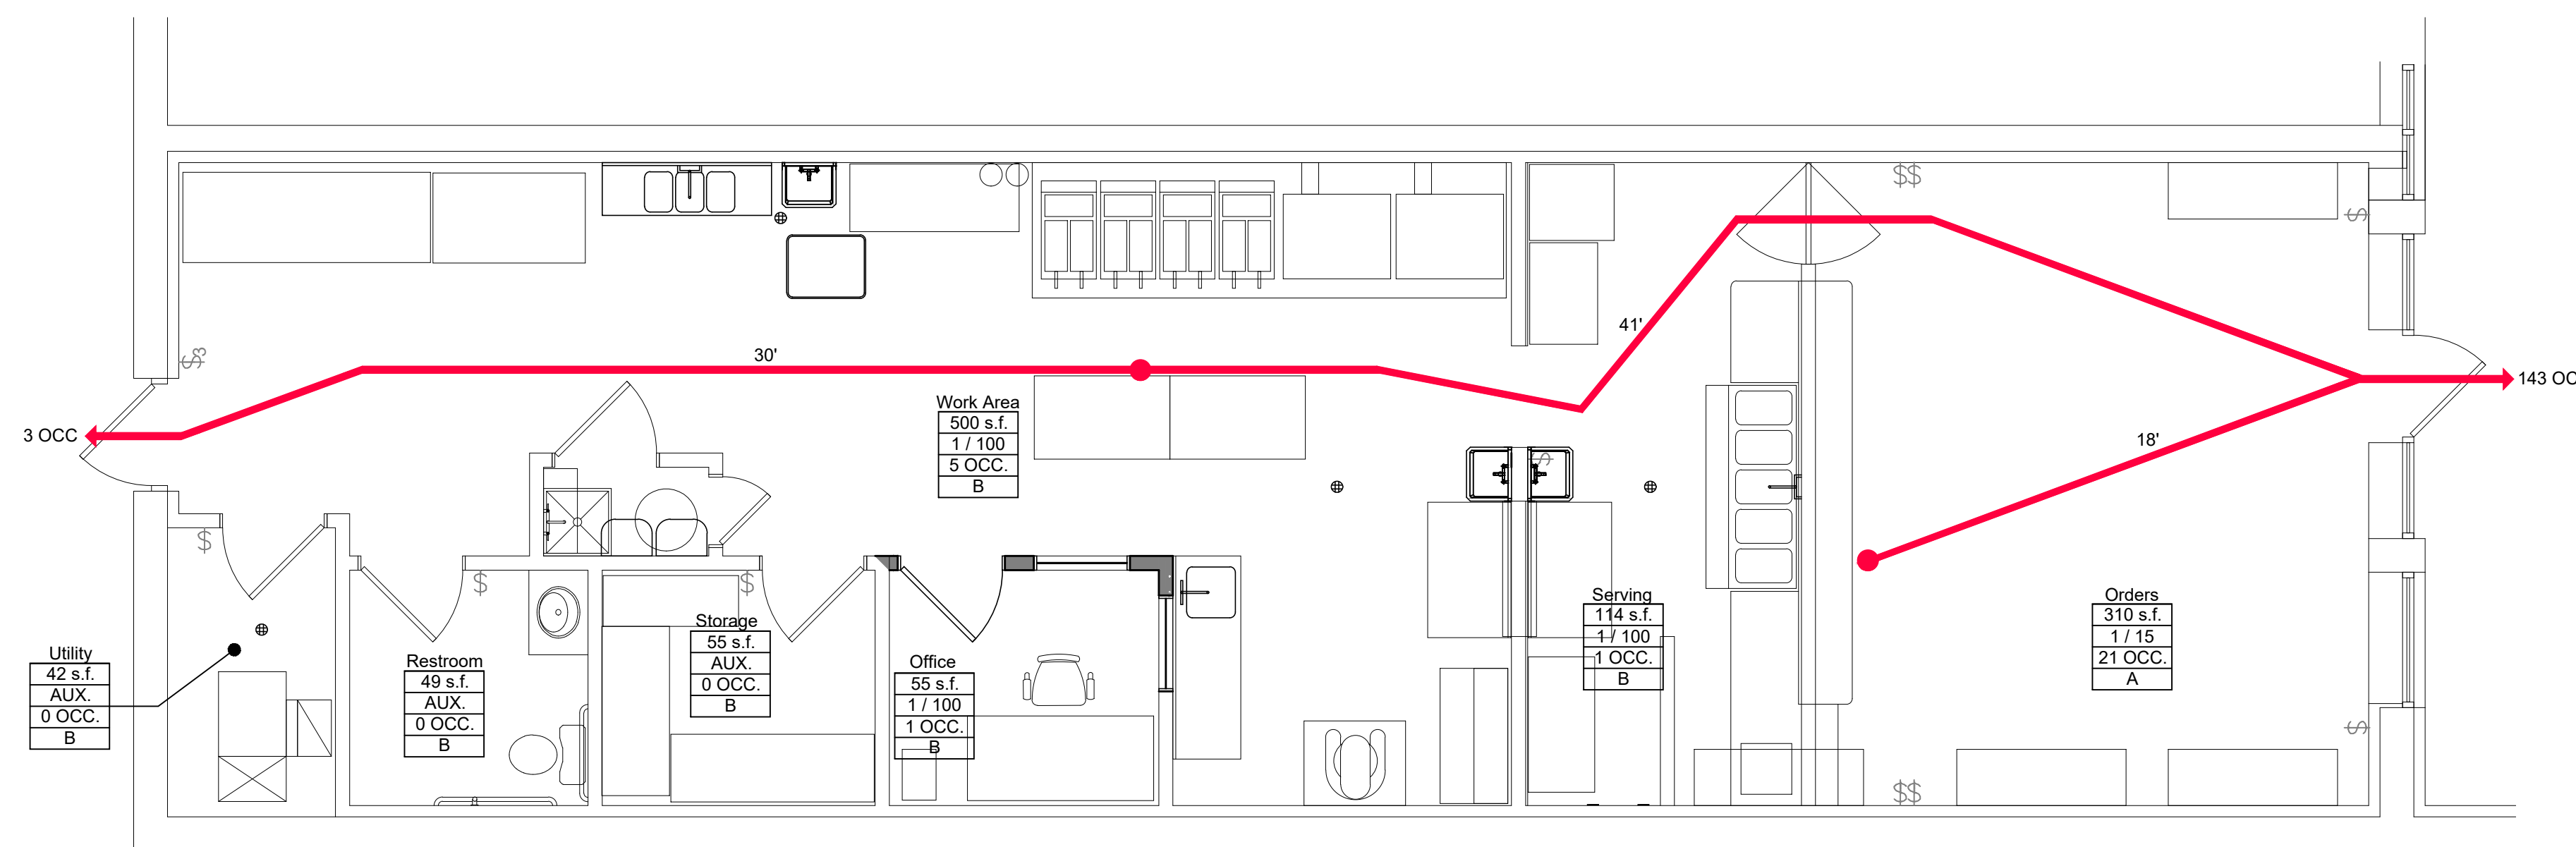 $$
$
41'
30'
$3
143 OC
Work Area
500 s.f.
1 / 100
5 OCC.
B
3 OCC
18'
$
$
$
$
Serving
114 s.f.
1 / 100
1 OCC.
B
Orders
310 s.f.
1 / 15
21 OCC.
A
Storage
55 s.f.
AUX.
0 OCC.
B
Utility
42 s.f.
AUX.
0 OCC.
B
Restroom
49 s.f.
AUX.
0 OCC.
B
Office
55 s.f.
1 / 100
1 OCC.
B
$
$$